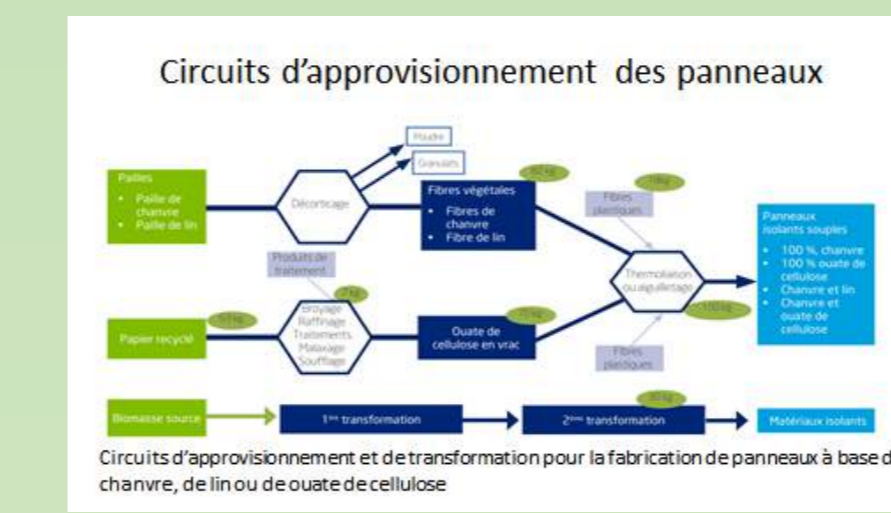 Circuits d’approvisionnement des panneaux
Poudre
Granulats
Pailles
• Paille de
chanvre
• Paille de lin
Décorticage
Fibres végétales
• Fibres de
chanvre
• Fibre de lin
Fibres
plastiques
Panneaux
isolants souples
• 100 %, chanvre
• 100 % ouate de
cellulose
• Chanvre et lin
• Chanvre et
ouate de
cellulose
Thermoliaison
ou aiguilletage
Produits de
traitement
Papier recyclé
Broyage
Raffinage
Traitements,
Malaxage
Soufflage
Ouate de
cellulose en vrac
Fibres
plastiques
Biomasse source
1ère transformation
2ème transformation
Matériaux isolants
Circuits d’approvisionnement et de transformation pour la fabrication de panneaux à base d
chanvre, de lin ou de ouate de cellulose